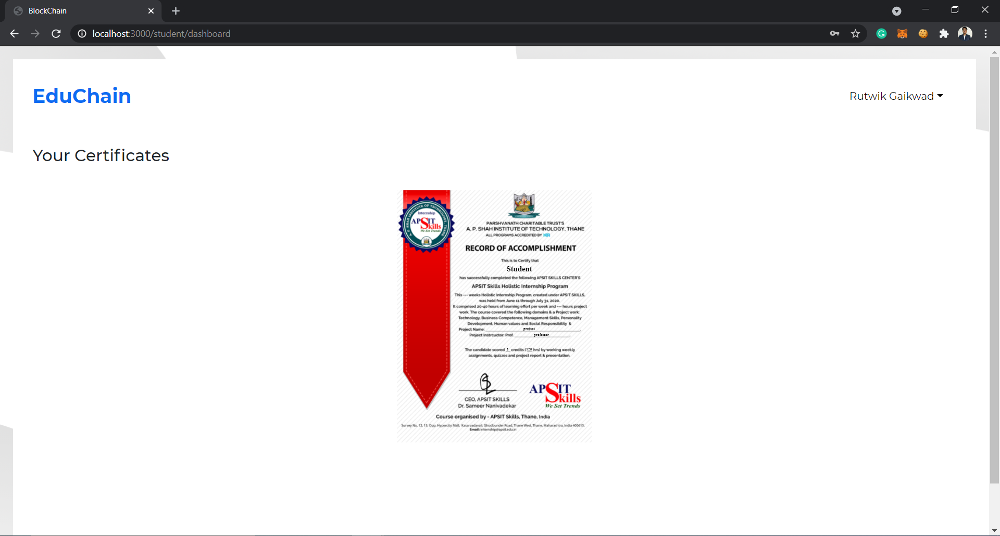 BlockChain
localhost:3000/student/dashboard
EduChain
Rutwik Gaikwad
Your Certificates
A. P. SHAH INSTITUTE OF TECHNOLOGY, THANE
Internship
APSIT
Skills
We Set Trends
PARSHVANATH CHARITABLE TRUST'S
A. P. SHAH INSTITUTE OF TECHNOLOGY, THANE
ALL PROGRAMS ACCREDITED BY
RECORD OF ACCOMPLISHMENT
This is to Certify that
Student
has successfully completed the following APSIT SKILLS CENTER'S
APSIT Skills Holistic Internship Program
This --- weeks Holistic Internship Program, created under APSIT SKILLS,
was held from June 11 through July 31, 2020.
It comprised 20-40 hours of learning effort per week and --- hours project
work. The course covered the following domains & a Project work:
Technology, Business Competence, Management Skills, Personality
Development, Human values and Social Responsibility &
Project Name: project
Project Instrcuctor: Prof. professor
The candidate scored 1 credits (120 hrs) by working weekly
assignments, quizzes and project report & presentation.
CEO, APSIT SKILLS
Dr. Sameer Nanivadekar
APSIT
Skills
We Set Trends
Course organised by - APSIT Skills, Thane, India
Survey No. 12, 13, Opp. Hypercity Mall, Kasarvadavali, Ghodbunder Road, Thane West, Thane, Maharashtra, India 400615.
Email: internship@apsit.edu.in